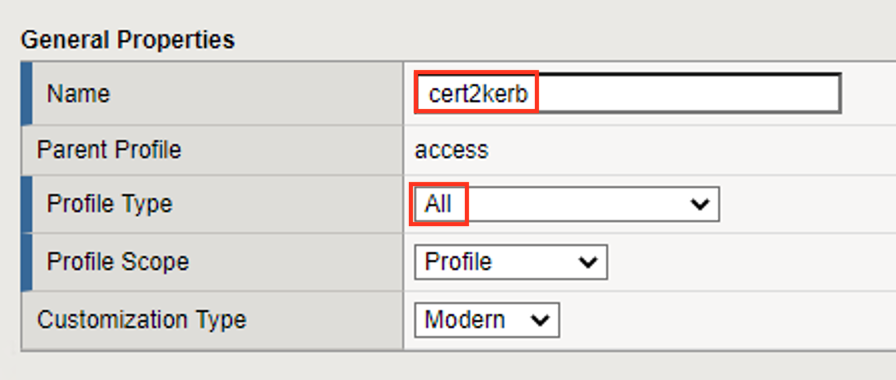 General Properties
Name cert2kerb
Parent Profile access
Profile Type All
Profile Scope Profile
Customization Type Modern